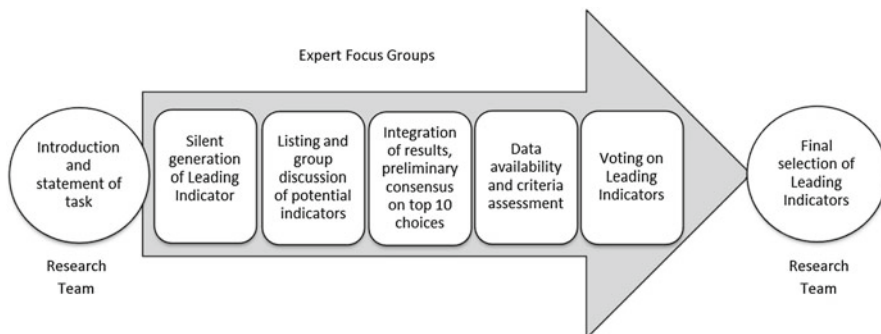 Expert Focus Groups
Introduction
and
statement of
task
Silent
generation
of Leading
Indicator
Listing and
group
discussion
of potential
indicators
Integration
of results,
preliminary
consensus
on top 10
choices
Data
availability
and criteria
assessment
Voting on
Leading
Indicators
Final
selection of
Leading
Indicators
Research
Team
Research
Team